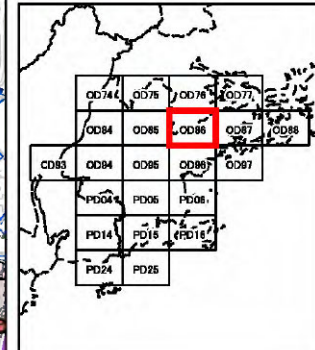 OD74 OD75 OD76 OD77
OD84 OD85 OD86 OD87 OD88
CD93 OD94 OD95 OD96 OD97
PD04 PD05 PD06
PD14 PD15 PD16
PD24 PD25